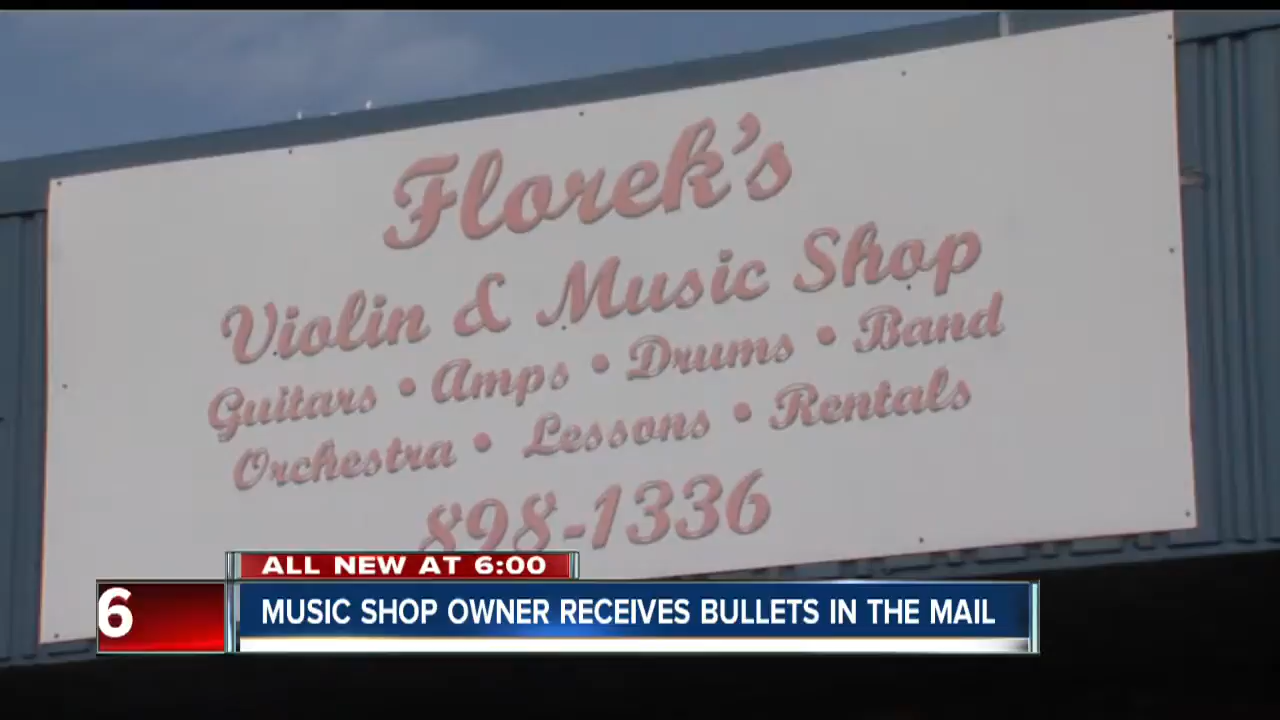 Florek's
Violin & Music Shop
Guitars • Amps • Drums • Band
Orchestra • Lessons • Rentals
898-1336
ALL NEW AT 6:00
6
MUSIC SHOP OWNER RECEIVES BULLETS IN THE MAIL